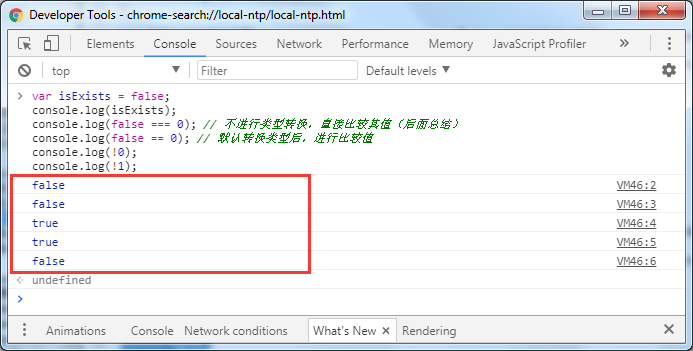 Developer Tools - chrome-search://local-ntp/local-ntp.html
Elements Console Sources Network Performance Memory JavaScript Profiler »
top ▼ Filter Default levels ▼
> var isExists = false;
console.log(isExists);
console.log(false === 0); // 不进行类型转换，直接比较其值（后面总结）
console.log(false == 0); // 默认转换类型后，进行比较值
console.log(!0);
console.log(!1);
false VM46:2
false VM46:3
true VM46:4
true VM46:5
false VM46:6
undefined
>
Animations Console Network conditions What's New × Rendering